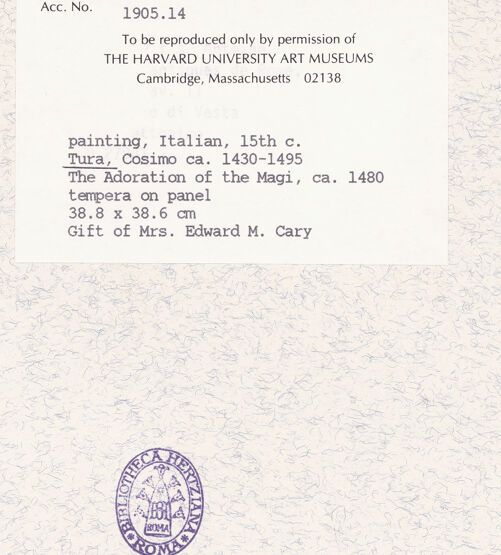 Acc. No. 1905.14
To be reproduced only by permission of
THE HARVARD UNIVERSITY ART MUSEUMS
Cambridge, Massachusetts 02138
painting, Italian, 15th c.
Tura, Cosimo ca. 1430-1495
The Adoration of the Magi, ca. 1480
tempera on panel
38.8 x 38.6 cm
Gift of Mrs. Edward M. Cary
BIBLIOTHECA HERTZIANA
ROMA
ROMA